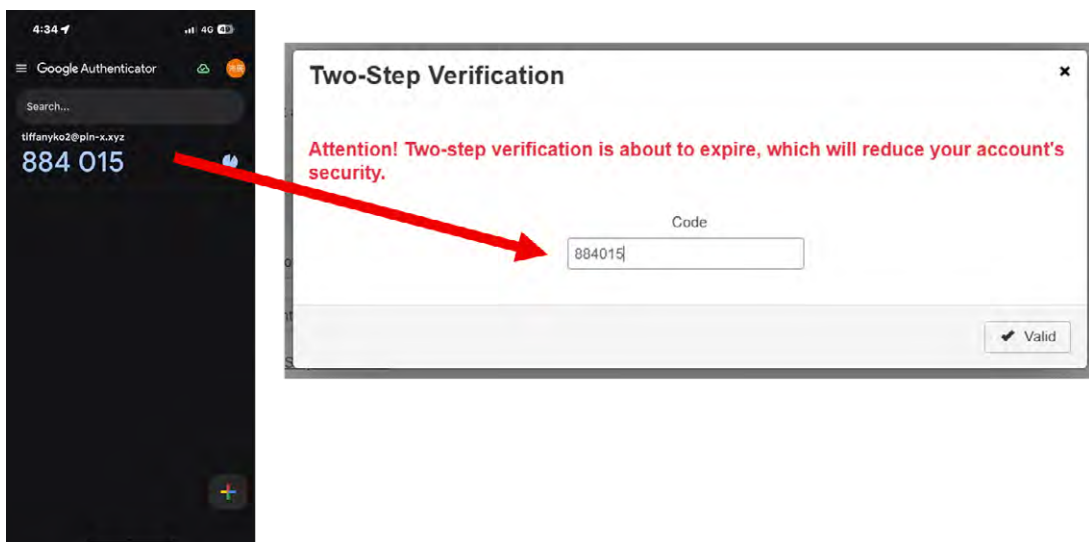 4:34
4G
Google Authenticator
Search...
tiffanyko2@pin-x.xyz
884 015
Two-Step Verification
Attention! Two-step verification is about to expire, which will reduce your account's
security.
Code
884015
Valid